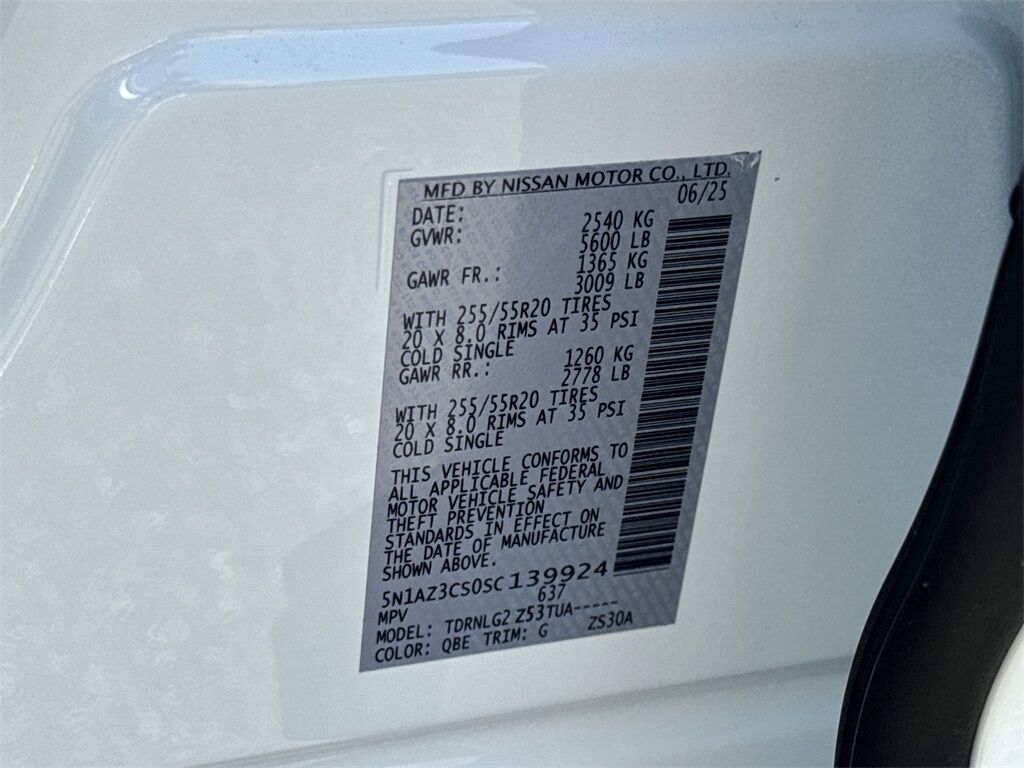 MFD BY NISSAN MOTOR CO., LTD.
DATE: 06/25
GVWR: 2540 KG
5600 LB
GAWR FR.: 1365 KG
3009 LB
WITH 255/55R20 TIRES
20 X 8.0 RIMS AT 35 PSI
COLD SINGLE
GAWR RR.: 1260 KG
2778 LB
WITH 255/55R20 TIRES
20 X 8.0 RIMS AT 35 PSI
COLD SINGLE
THIS VEHICLE CONFORMS TO
ALL APPLICABLE FEDERAL
MOTOR VEHICLE SAFETY AND
THEFT PREVENTION
STANDARDS IN EFFECT ON
THE DATE OF MANUFACTURE
SHOWN ABOVE.
5N1AZ3CS0SC139924
MPV 637
MODEL: TDRNLG2 Z53TUA-----
COLOR: QBE TRIM: G ZS30A